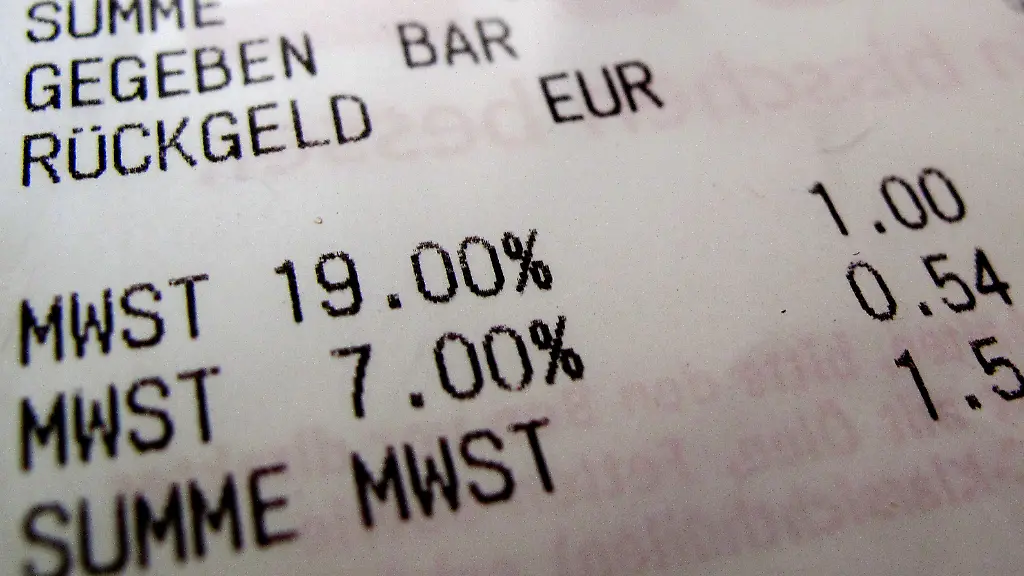 SUMME
GEGEBEN BAR
RÜCKGELD EUR
MWST 19.00% 1.00
MWST 7.00% 0.54
SUMME MWST 1.5